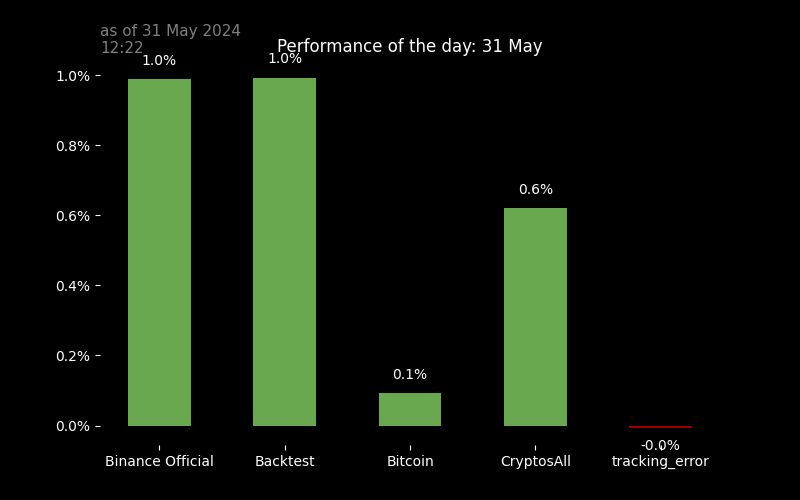 as of 31 May 2024
12:22
Performance of the day: 31 May
1.0%
1.0%
1.0%
0.8%
0.6%
0.6%
0.4%
0.2%
0.1%
0.0%
-0.0%
Binance Official
Backtest
Bitcoin
CryptosAll
tracking_error